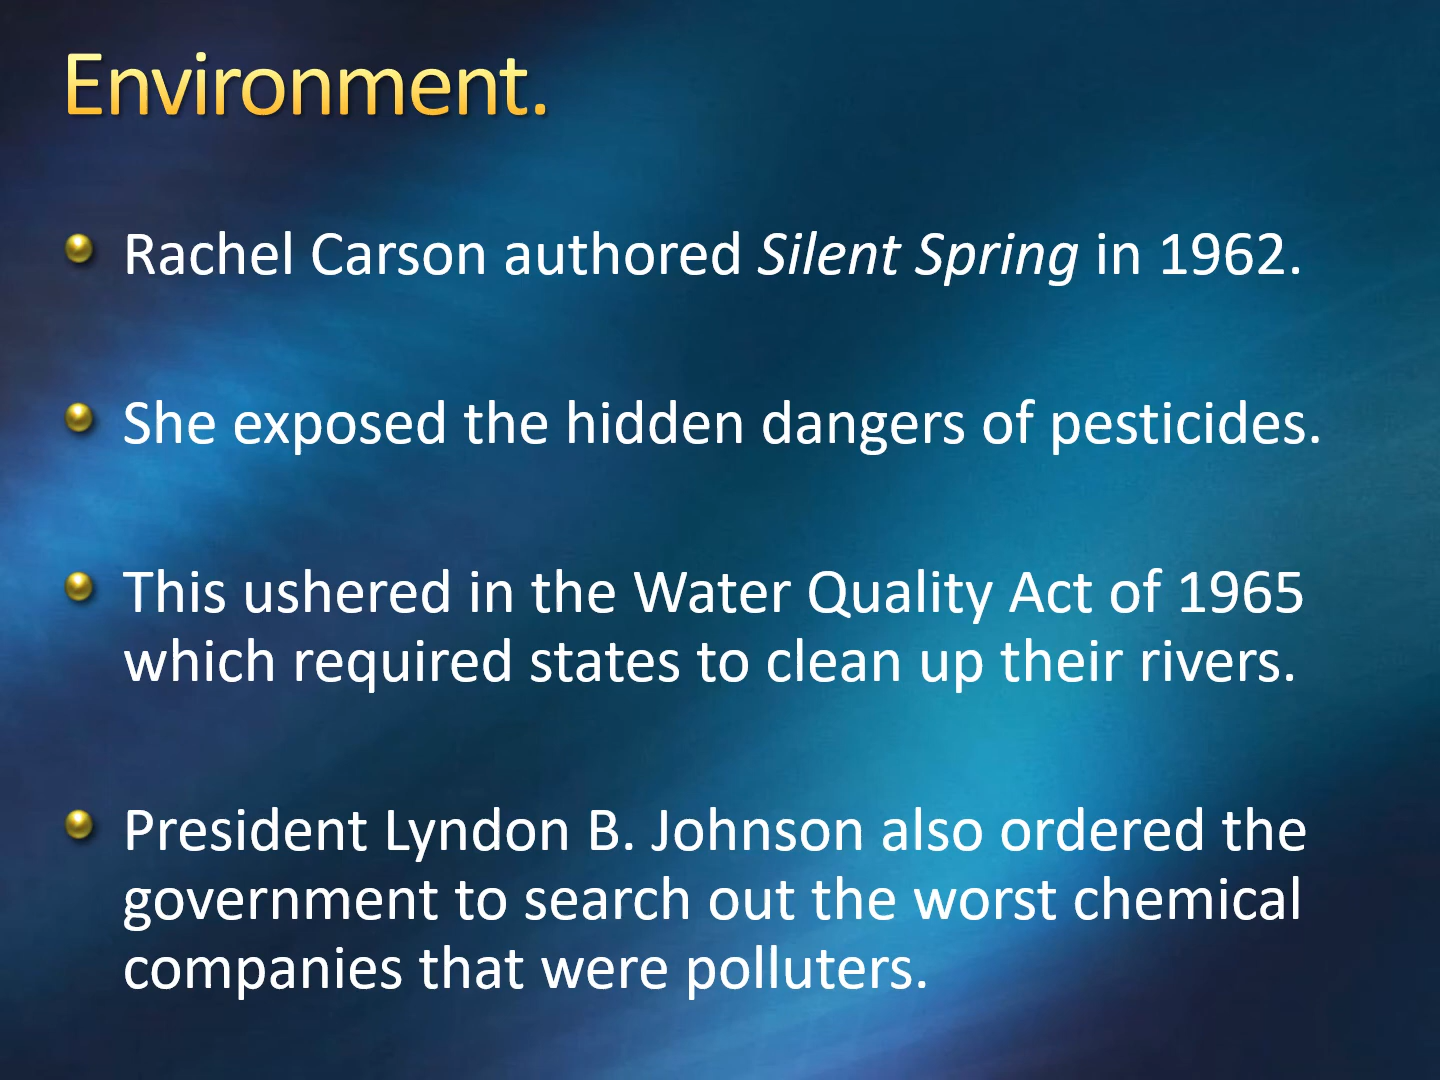 Environment.
Rachel Carson authored Silent Spring in 1962.
She exposed the hidden dangers of pesticides.
This ushered in the Water Quality Act of 1965
which required states to clean up their rivers.
President Lyndon B. Johnson also ordered the
government to search out the worst chemical
companies that were polluters.